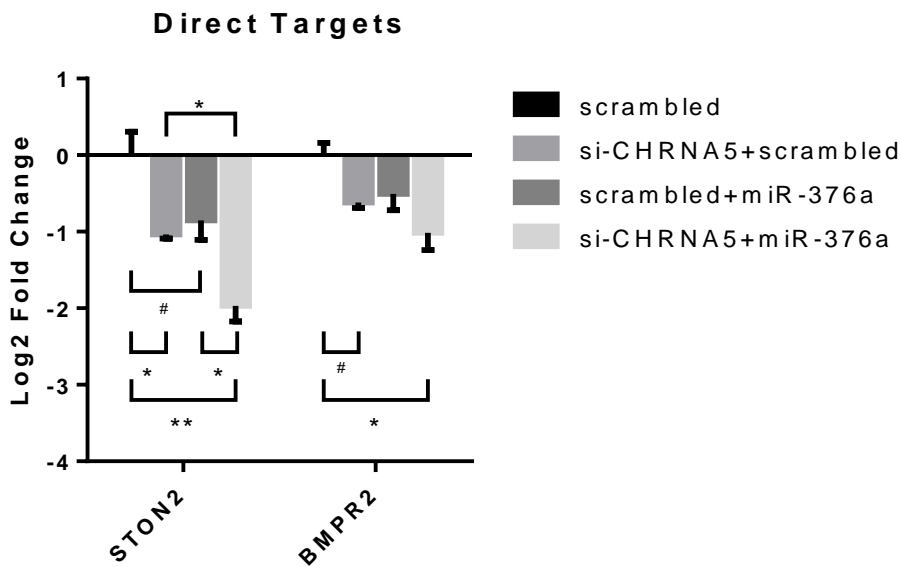 Direct Targets
Log2 Fold Change
1
0
-1
-2
-3
-4
*
#
* *
**
#
*
STON2
BMPR2
scrambled
si-CHRNA5+scrambled
scrambled+miR-376a
si-CHRNA5+miR-376a